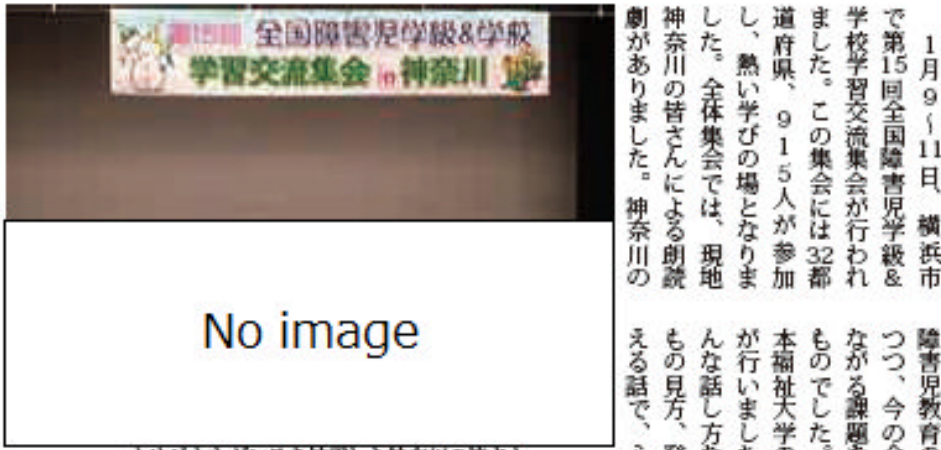 第15回 全国障害児学級&学校
学習交流集会 in 神奈川
No image
1月9〜11日、横浜市
で第15回全国障害児学級&
学校学習交流集会が行われ
ました。この集会には32都
道府県、915人が参加
し、熱い学びの場となりま
した。全体集会では、現地
神奈川の皆さんによる朗読
劇がありました。神奈川の
障害児教育の
つつ、今の
ながる課題
ものでした。
本福祉大学の
が行いまし
んな話し方
もの見方、
える話で、